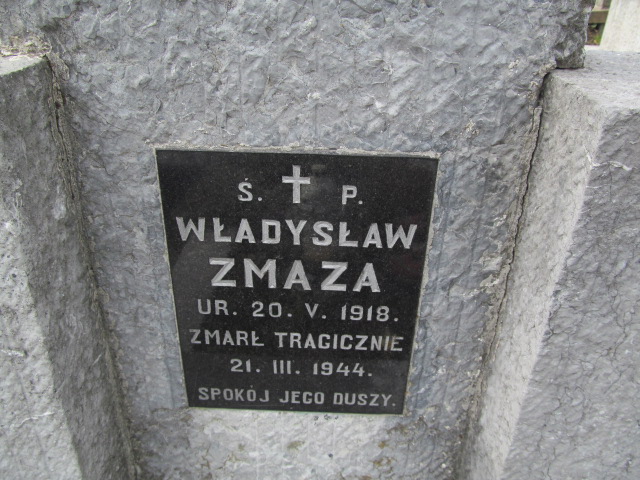 Ś. ✝ P.
WŁADYSŁAW
ZMAZA
UR. 20. V. 1918.
ZMARŁ TRAGICZNIE
21. III. 1944.
SPOKÓJ JEGO DUSZY.